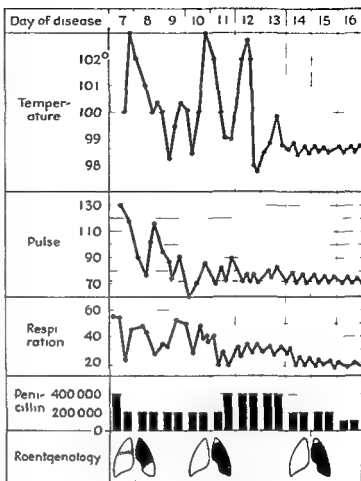 Day of disease 7 8 9 10 11 12 13 14 15 16
102°
Temper-
ature
100
99
98
130
110
Pulse
90
70
60
Respi
ration
40
20
Peni-
cillin
400 000
200 000
0
Roentgenology